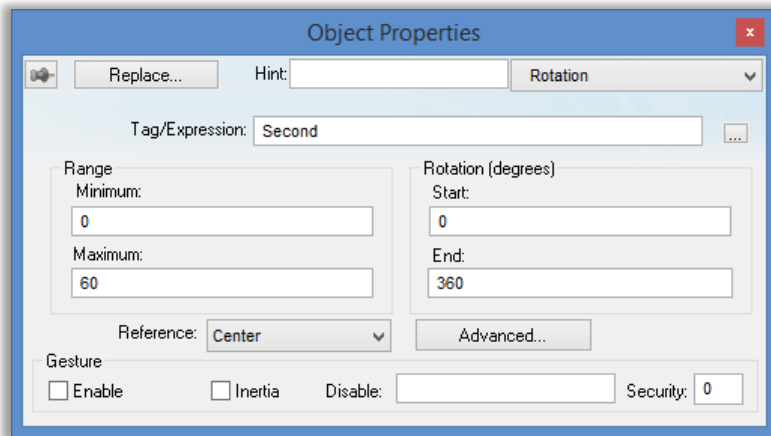 Object Properties
x
Replace... Hint: Rotation
Tag/Expression: Second ...
Range Rotation (degrees)
Minimum: Start:
0 0
Maximum: End:
60 360
Reference: Center Advanced...
Gesture
Enable Inertia Disable: Security: 0